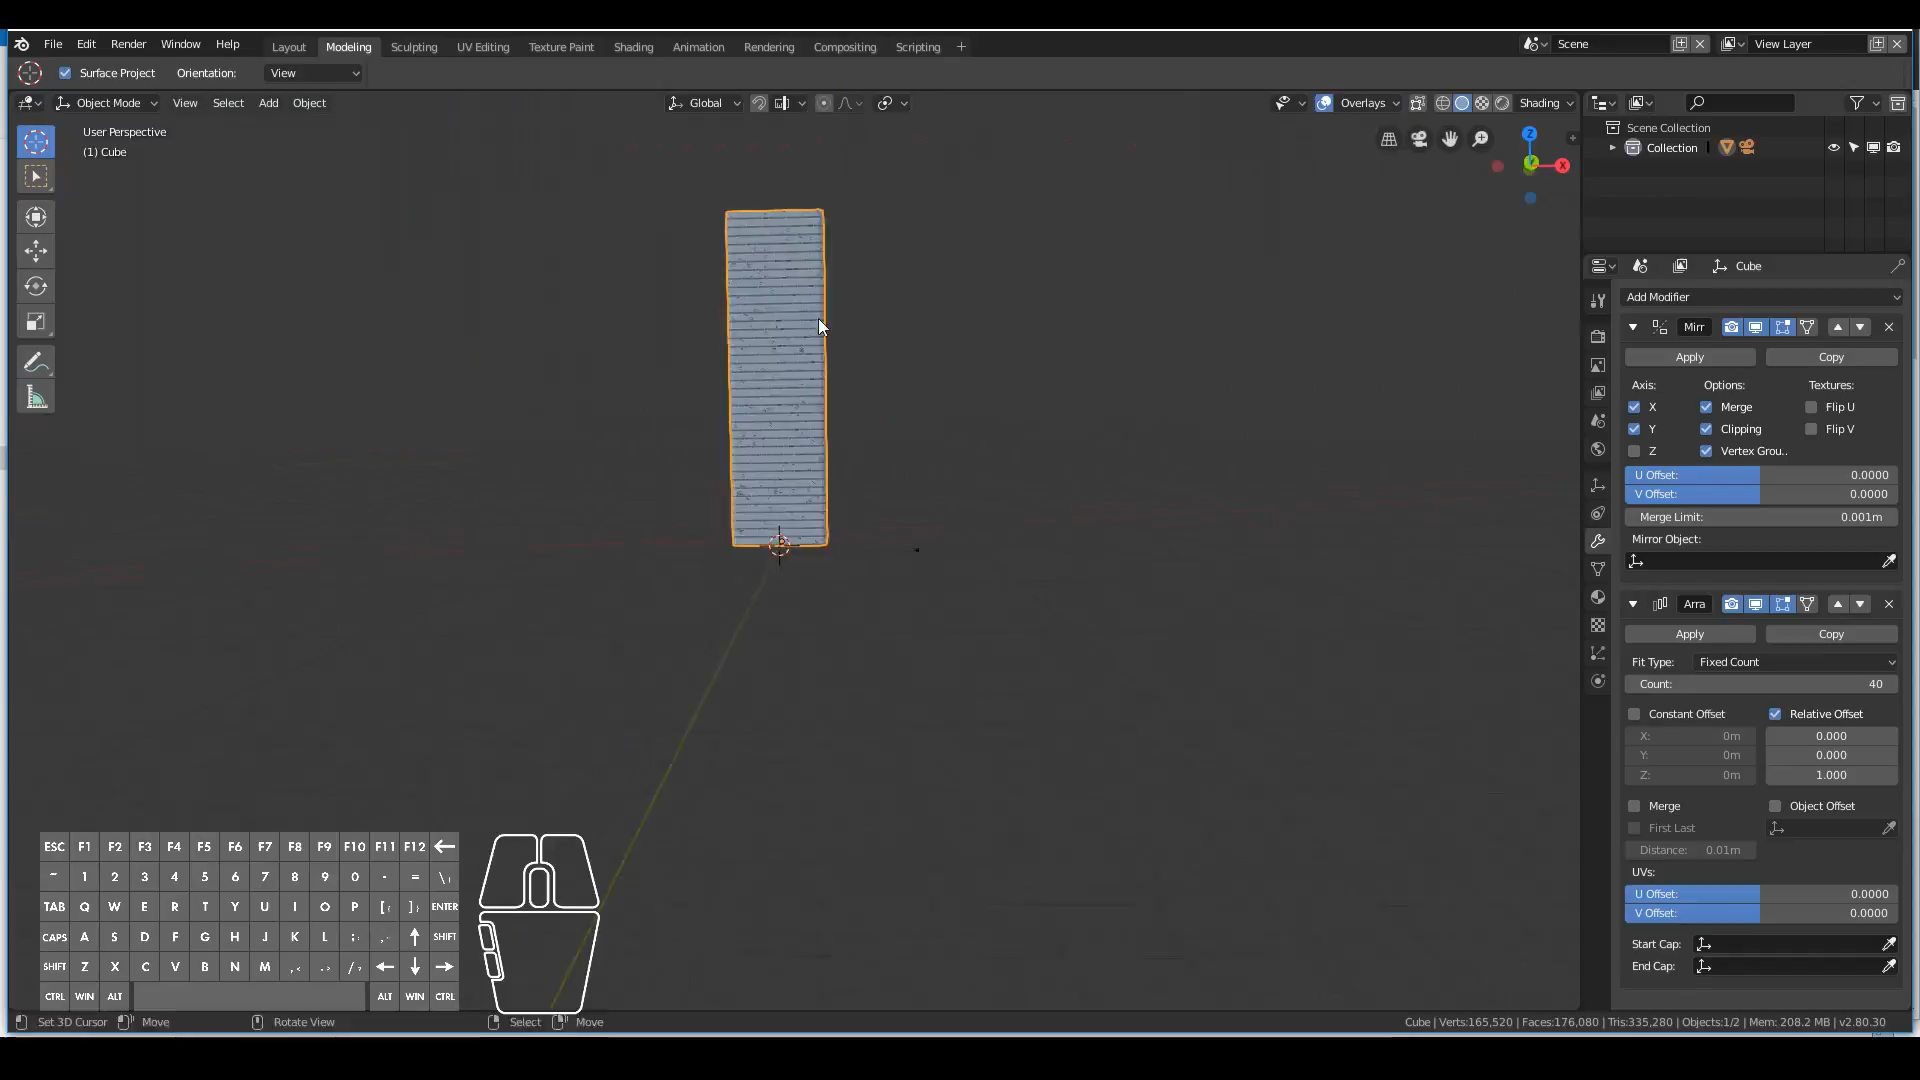 File Edit Render Window Help Layout Modeling Sculpting UV Editing Texture Paint Shading Animation Rendering Compositing Scripting + Scene View Layer
Surface Project Orientation: View
Object Mode View Select Add Object Global Overlays Shading
User Perspective
(1) Cube
Z
Y
X
Scene Collection
Collection
Cube
Add Modifier
Mirr
Apply Copy
Axis: Options: Textures:
X Merge Flip U
Y Clipping Flip V
Z Vertex Grou..
U Offset: 0.0000
V Offset: 0.0000
Merge Limit: 0.001m
Mirror Object:
Arra
Apply Copy
Fit Type: Fixed Count
Count: 40
Constant Offset Relative Offset
X: 0m 0.000
Y: 0m 0.000
Z: 0m 1.000
Merge Object Offset
First Last
Distance: 0.01m
UVs:
U Offset: 0.0000
V Offset: 0.0000
Start Cap:
End Cap:
ESC F1 F2 F3 F4 F5 F6 F7 F8 F9 F10 F11 F12 ←
~ 1 2 3 4 5 6 7 8 9 0 - = \|
TAB Q W E R T Y U I O P [{ ]} ENTER
CAPS A S D F G H J K L ;: ↑ SHIFT
SHIFT Z X C V B N M ,< .> /? ← ↓ →
CTRL WIN ALT ALT WIN CTRL
Set 3D Cursor Move Rotate View Select Move Cube | Verts:165,520 | Faces:176,080 | Tris:335,280 | Objects:1/2 | Mem: 208.2 MB | v2.80.30